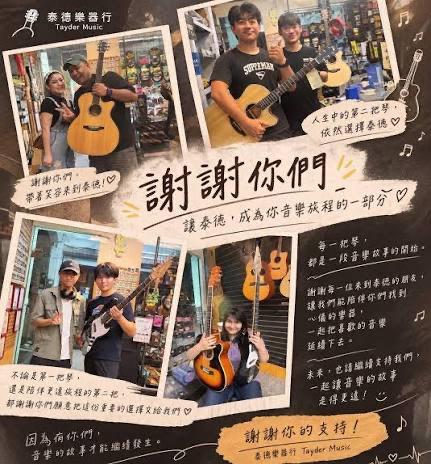 泰德樂器行
Tayder Music
謝謝你們，
帶著笑容來到泰德！♡
人生中的第二把琴，
依然選擇泰德♡
謝謝你們
讓泰德，成為你音樂旅程的一部分♡
每一把琴，
都是一段音樂故事的開始。
謝謝每一位來到泰德的朋友，
讓我們能陪伴你們找到
心儀的樂器，
一起把喜歡的音樂
延續下去。
未來，也請繼續支持我們，
一起讓音樂的故事
走得更遠！
不論是第一把琴，
還是陪伴更遠旅程的第二把，
都謝謝你們願意把這份重要的選擇交給我們♡
因為有你們，
音樂的故事才能繼續發生。
謝謝你的支持！
泰德樂器行 Tayder Music